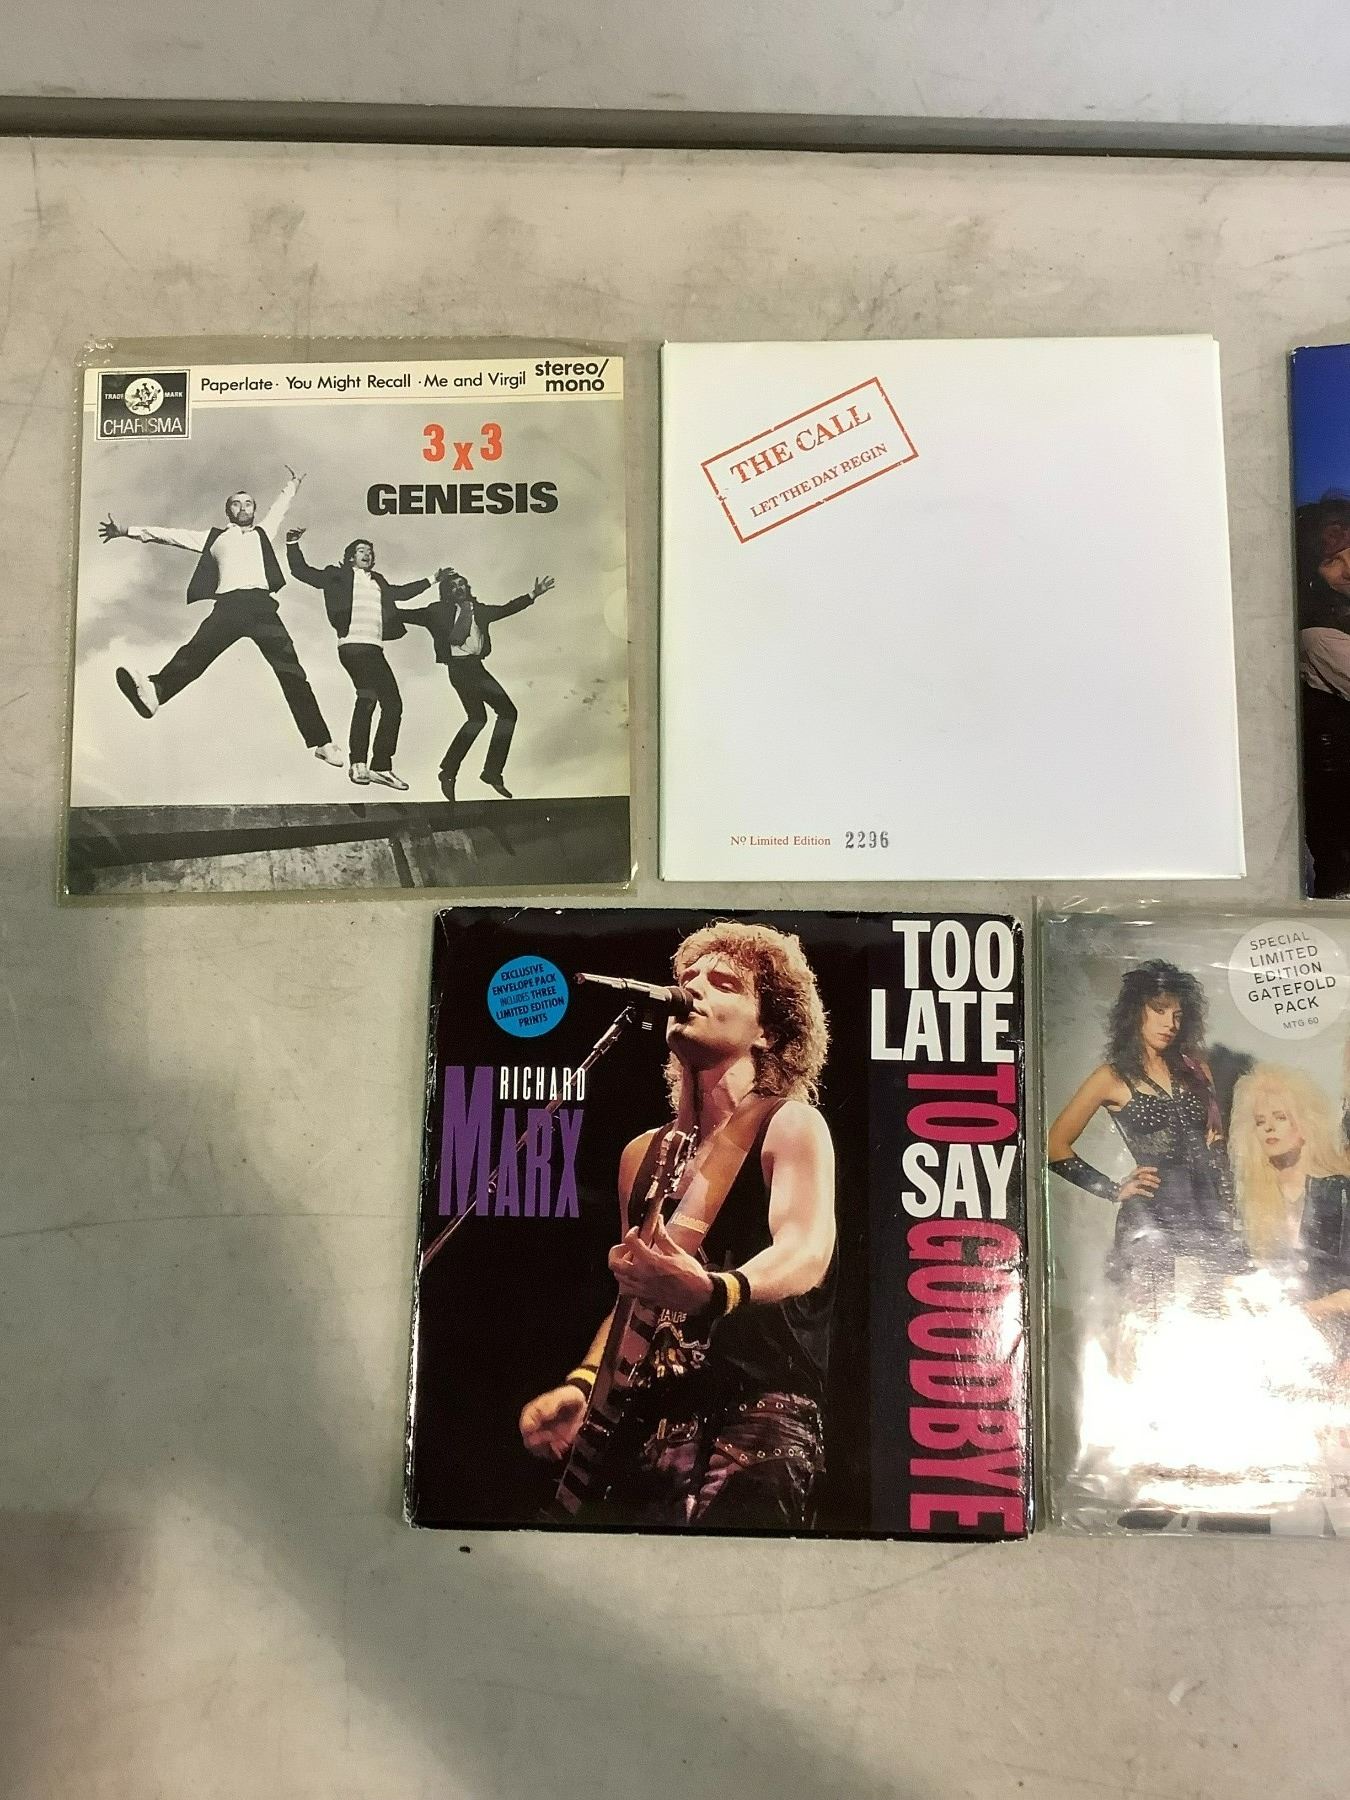 TRADE MARK
CHARISMA
Paperlate · You Might Recall · Me and Virgil
stereo/
mono
3 x 3
GENESIS
THE CALL
LET THE DAY BEGIN
Nº Limited Edition 2296
EXCLUSIVE
ENVELOPE PACK
INCLUDES THREE
LIMITED EDITION
PRINTS
RICHARD
MARX
TOO
LATE
TO
SAY
GOODBYE
SPECIAL
LIMITED
EDITION
GATEFOLD
PACK
MTG 60